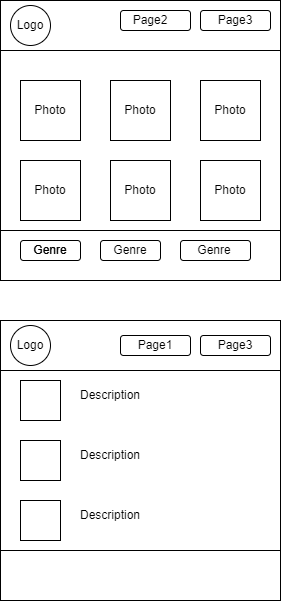 Logo Page2 Page3
Photo Photo Photo
Photo Photo Photo
Genre Genre Genre
Logo Page1 Page3
Description
Description
Description